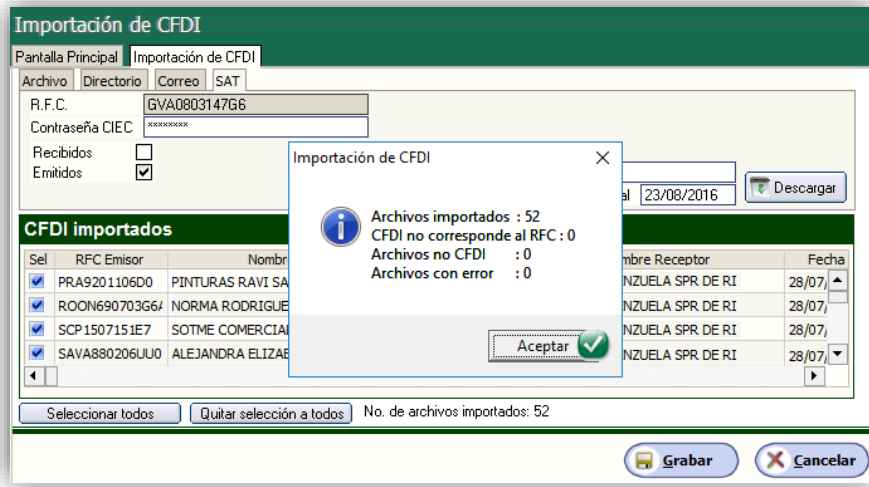 Importación de CFDI
Pantalla Principal Importación de CFDI
Archivo Directorio Correo SAT
R.F.C. GVA0803147G6
Contraseña CIEC ********
Recibidos
Emitidos
al 23/08/2016 Descargar
Importación de CFDI
Archivos importados : 52
CFDI no corresponde al RFC : 0
Archivos no CFDI : 0
Archivos con error : 0
Aceptar
CFDI importados
Sel RFC Emisor Nombr mbre Receptor Fecha
PRA9201106D0 PINTURAS RAVI SA NZUELA SPR DE RI 28/07/
ROON690703G6 NORMA RODRIGUE NZUELA SPR DE RI 28/07/
SCP1507151E7 SOTME COMERCIAL NZUELA SPR DE RI 28/07/
SAVA880206UU0 ALEJANDRA ELIZAB NZUELA SPR DE RI 28/07/
Seleccionar todos Quitar selección a todos No. de archivos importados: 52
Grabar Cancelar